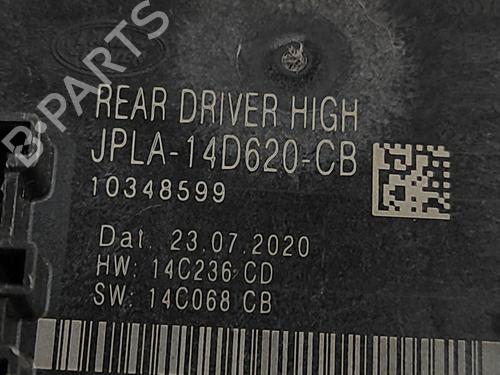 B-PARTS
REAR DRIVER HIGH
JPLA-14D620-CB
10348599
Dat. 23.07.2020
HW: 14C236 CD
SW: 14C068 CB